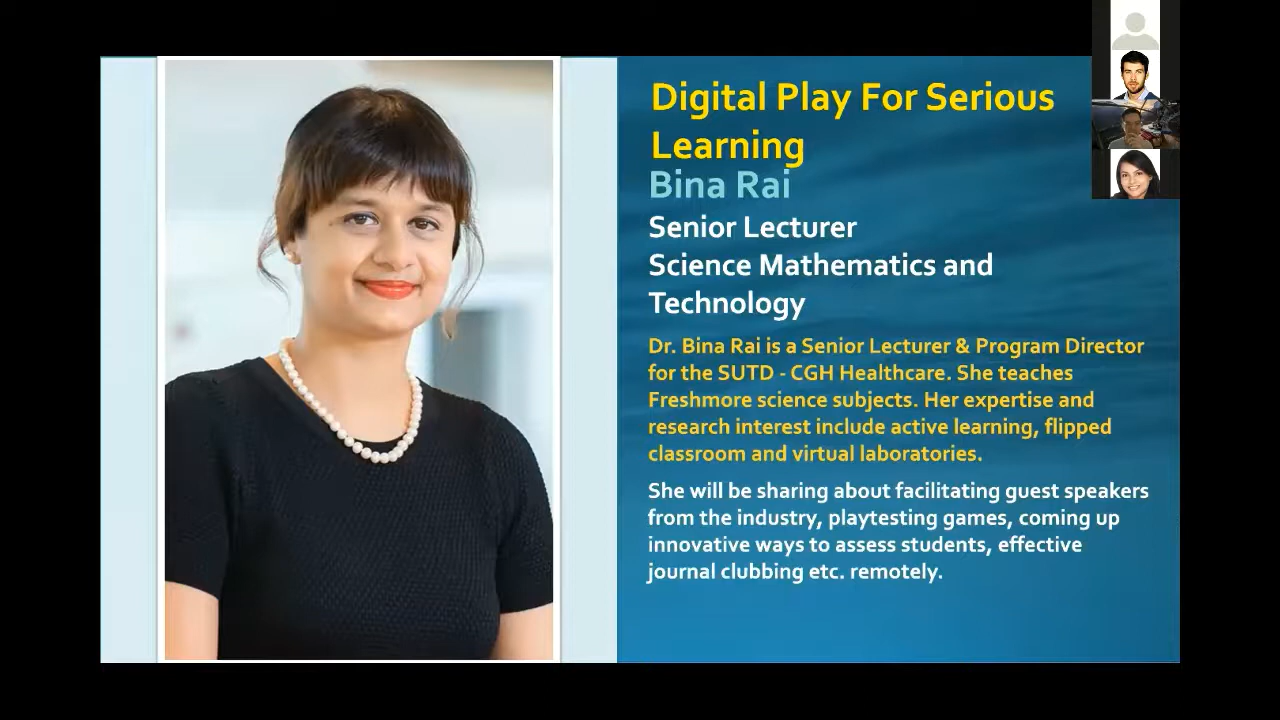 Digital Play For Serious
Learning
Bina Rai
Senior Lecturer
Science Mathematics and
Technology
Dr. Bina Rai is a Senior Lecturer & Program Director
for the SUTD - CGH Healthcare. She teaches
Freshmore science subjects. Her expertise and
research interest include active learning, flipped
classroom and virtual laboratories.
She will be sharing about facilitating guest speakers
from the industry, playtesting games, coming up
innovative ways to assess students, effective
journal clubbing etc. remotely.